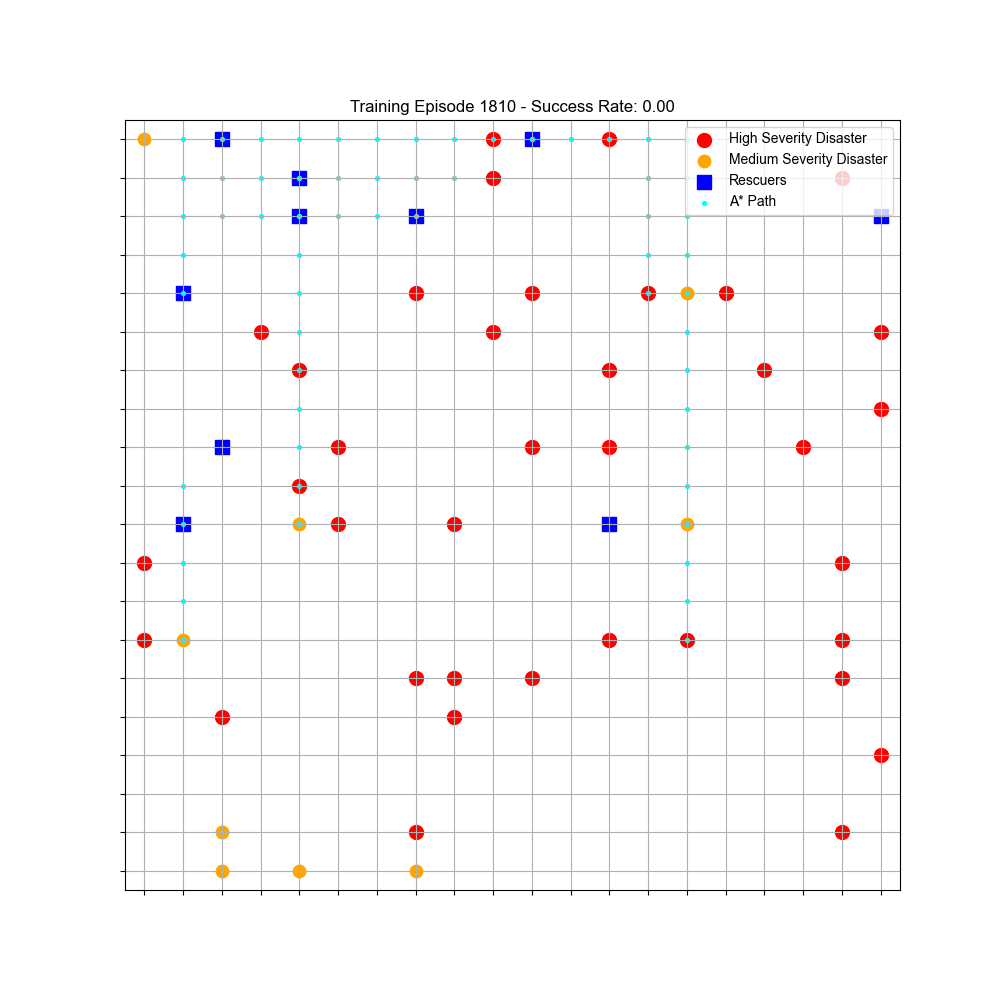 Training Episode 1810 - Success Rate: 0.00
High Severity Disaster
Medium Severity Disaster
Rescuers
A* Path